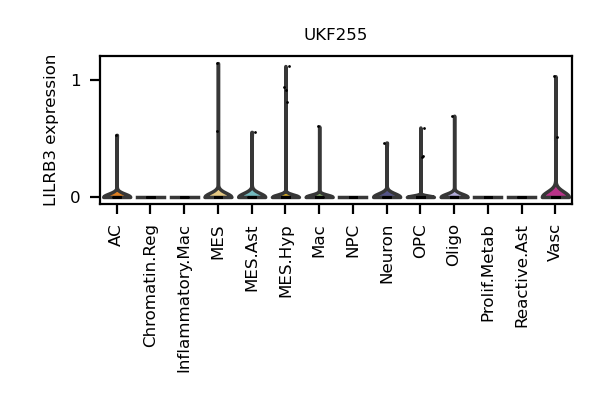 UKF255
LILRB3 expression
1
0
AC
Chromatin.Reg
Inflammatory.Mac
MES
MES.Ast
MES.Hyp
Mac
NPC
Neuron
OPC
Oligo
Prolif.Metab
Reactive.Ast
Vasc